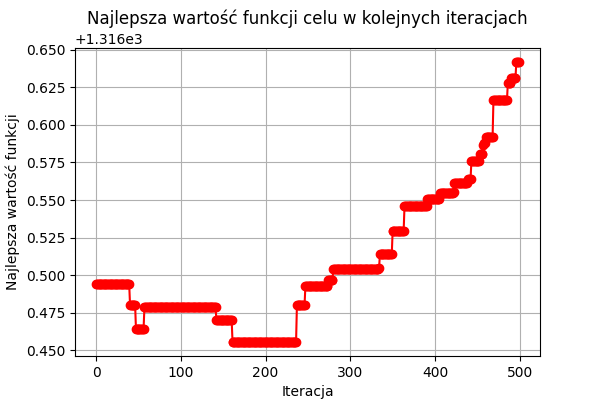 Najlepsza wartość funkcji celu w kolejnych iteracjach
+1.316e3
0.650
0.625
0.600
0.575
0.550
0.525
0.500
0.475
0.450
Najlepsza wartość funkcji
0 100 200 300 400 500
Iteracja